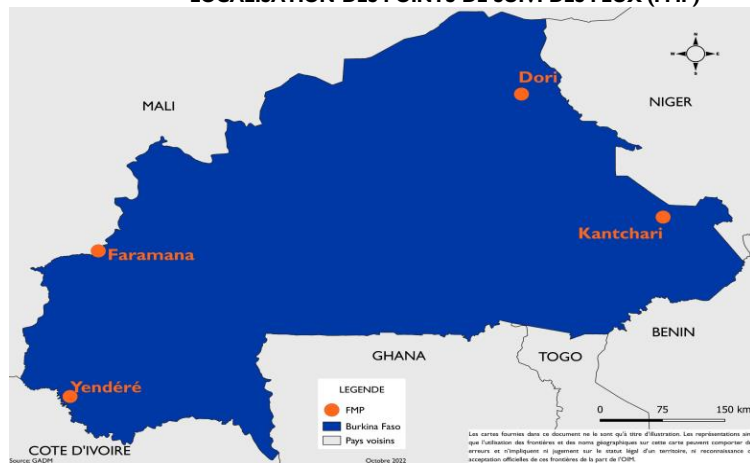 LOCALISATION DES POINTS DE SUIVI DES FLUX (FMP)
N
W
E
S
Dori
MALI
NIGER
Kantchari
Faramana
BENIN
GHANA
TOGO
LEGENDE
FMP
Burkina Faso
Pays voisins
Yendéré
0 75 150 km
COTE D'IVOIRE
Source: GADM
Octobre 2022
Les cartes fournies dans ce document ne le sont qu'à titre d'illustration. Les représentations
que l'utilisation des frontières et des noms géographiques sur cette carte peuvent comporter
erreurs et n'impliquent ni jugement sur le statut légal d'un territoire, ni reconnaissance
acceptation officielles de ces frontières de la part de l'OIM.